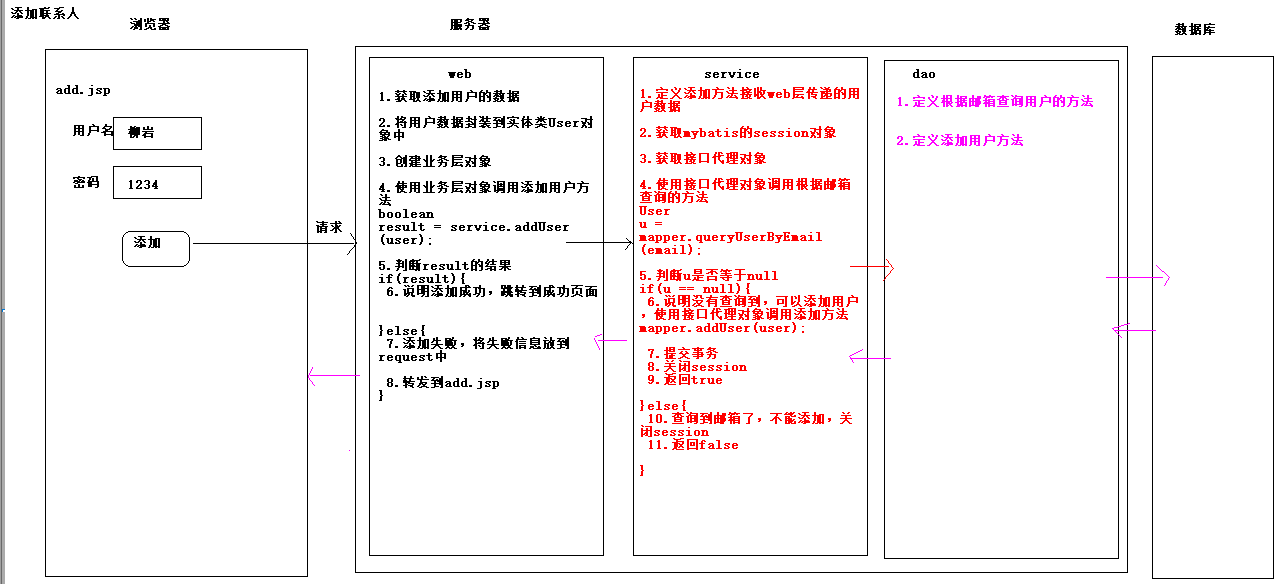 添加联系人
浏览器
服务器
数据库
add.jsp
用户名
柳岩
密码
1234
添加
请求
web
1.获取添加用户的数据
2.将用户数据封装到实体类User对
象中
3.创建业务层对象
4.使用业务层对象调用添加用户方
法
boolean
result = service.addUser
(user);
5.判断result的结果
if(result){
6.说明添加成功，跳转到成功页面
}else{
7.添加失败，将失败信息放到
request中
8.转发到add.jsp
}
service
1.定义添加方法接收web层传递的用
户数据
2.获取mybatis的session对象
3.获取接口代理对象
4.使用接口代理对象调用根据邮箱
查询的方法
User
u =
mapper.queryUserByEmail
(email);
5.判断u是否等于null
if(u == null){
6.说明没有查询到，可以添加用户
，使用接口代理对象调用添加方法
mapper.addUser(user);
7.提交事务
8.关闭session
9.返回true
}else{
10.查询到邮箱了，不能添加，关
闭session
11.返回false
}
dao
1.定义根据邮箱查询用户的方法
2.定义添加用户方法